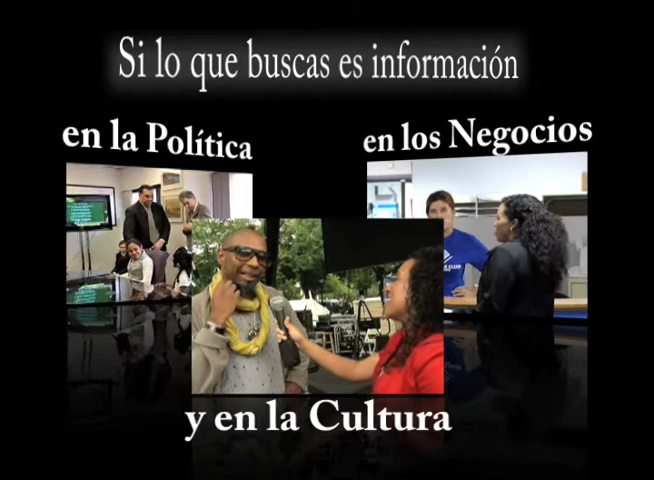 Si lo que buscas es información
en la Política
en los Negocios
y en la Cultura